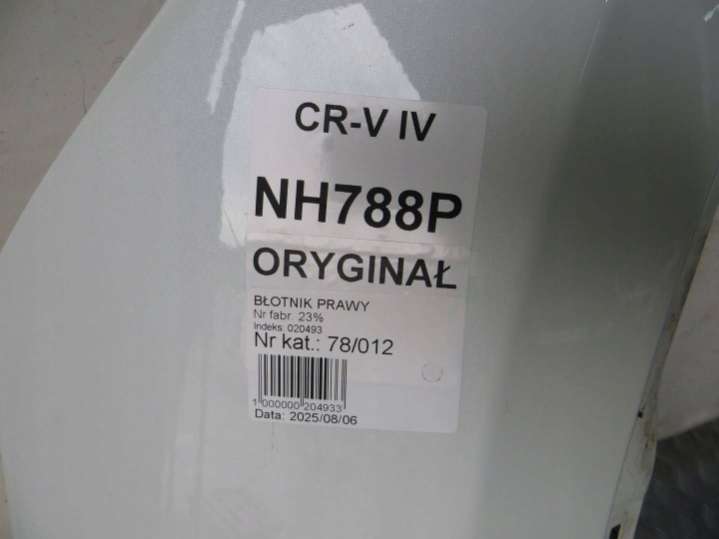 CR-V IV
NH788P
ORYGINAŁ
BŁOTNIK PRAWY
Nr fabr. 23%
Indeks: 020493
Nr kat.: 78/012
1 000000 204933
Data: 2025/08/06